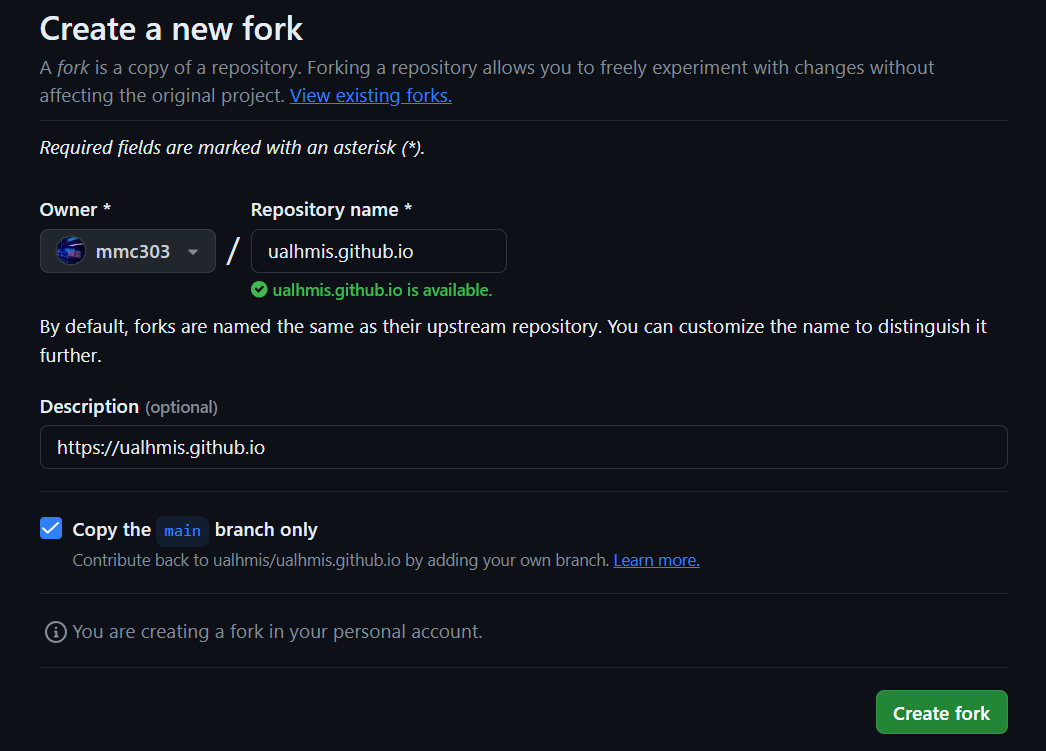 Create a new fork
A fork is a copy of a repository. Forking a repository allows you to freely experiment with changes without
affecting the original project. View existing forks.
Required fields are marked with an asterisk (*).
Owner *
Repository name *
mmc303 / ualhmis.github.io
ualhmis.github.io is available.
By default, forks are named the same as their upstream repository. You can customize the name to distinguish it
further.
Description (optional)
https://ualhmis.github.io
Copy the main branch only
Contribute back to ualhmis/ualhmis.github.io by adding your own branch. Learn more.
You are creating a fork in your personal account.
Create fork